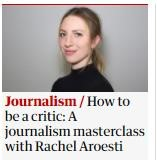 Journalism / How to
be a critic: A
journalism masterclass
with Rachel Aroesti